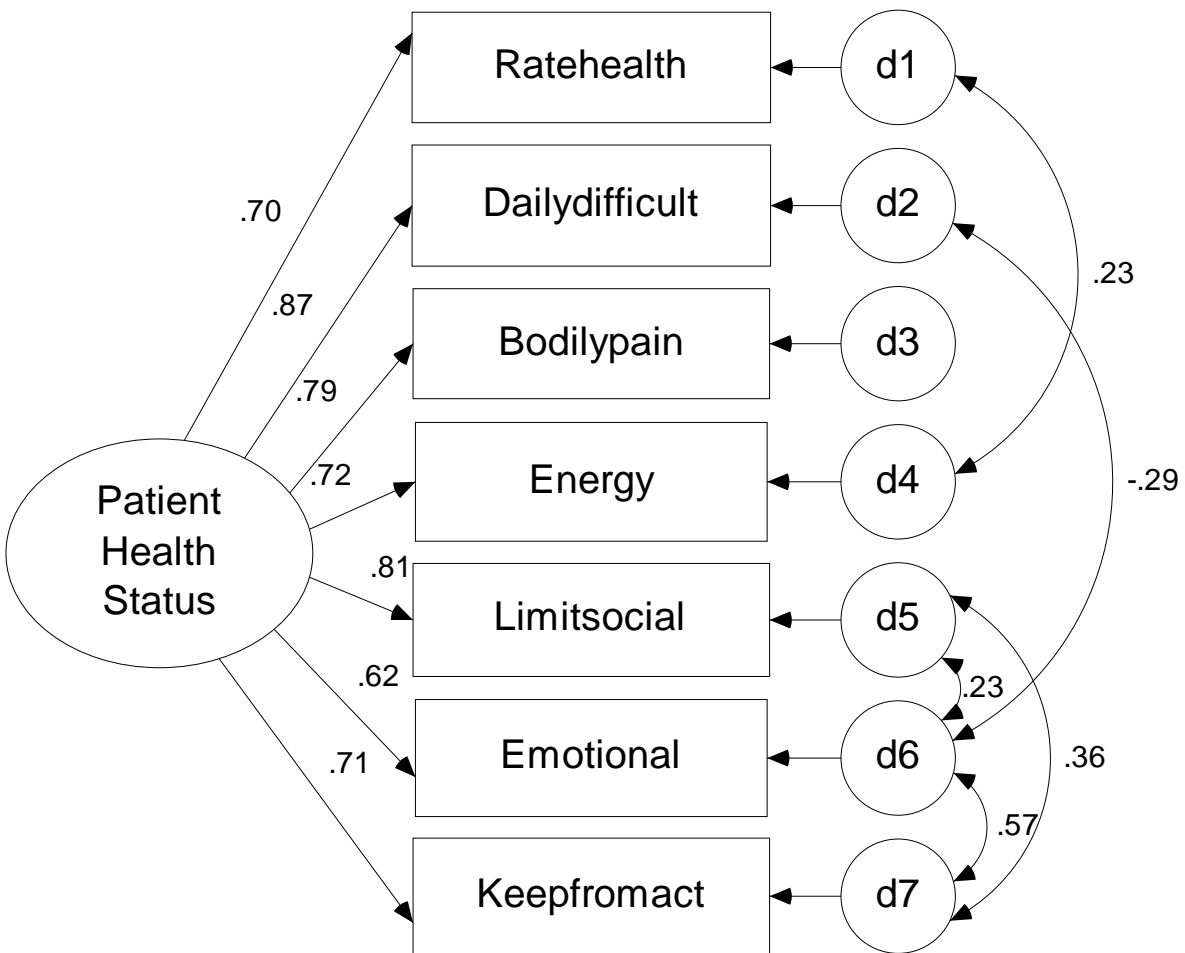 Ratehealth
d1
Dailydifficult
d2
.70
.23
.87
Bodilypain
d3
.79
.72
Energy
d4
-.29
Patient
Health
Status
.81
Limitsocial
d5
.23
.62
Emotional
d6
.71
.36
.57
Keepfromact
d7